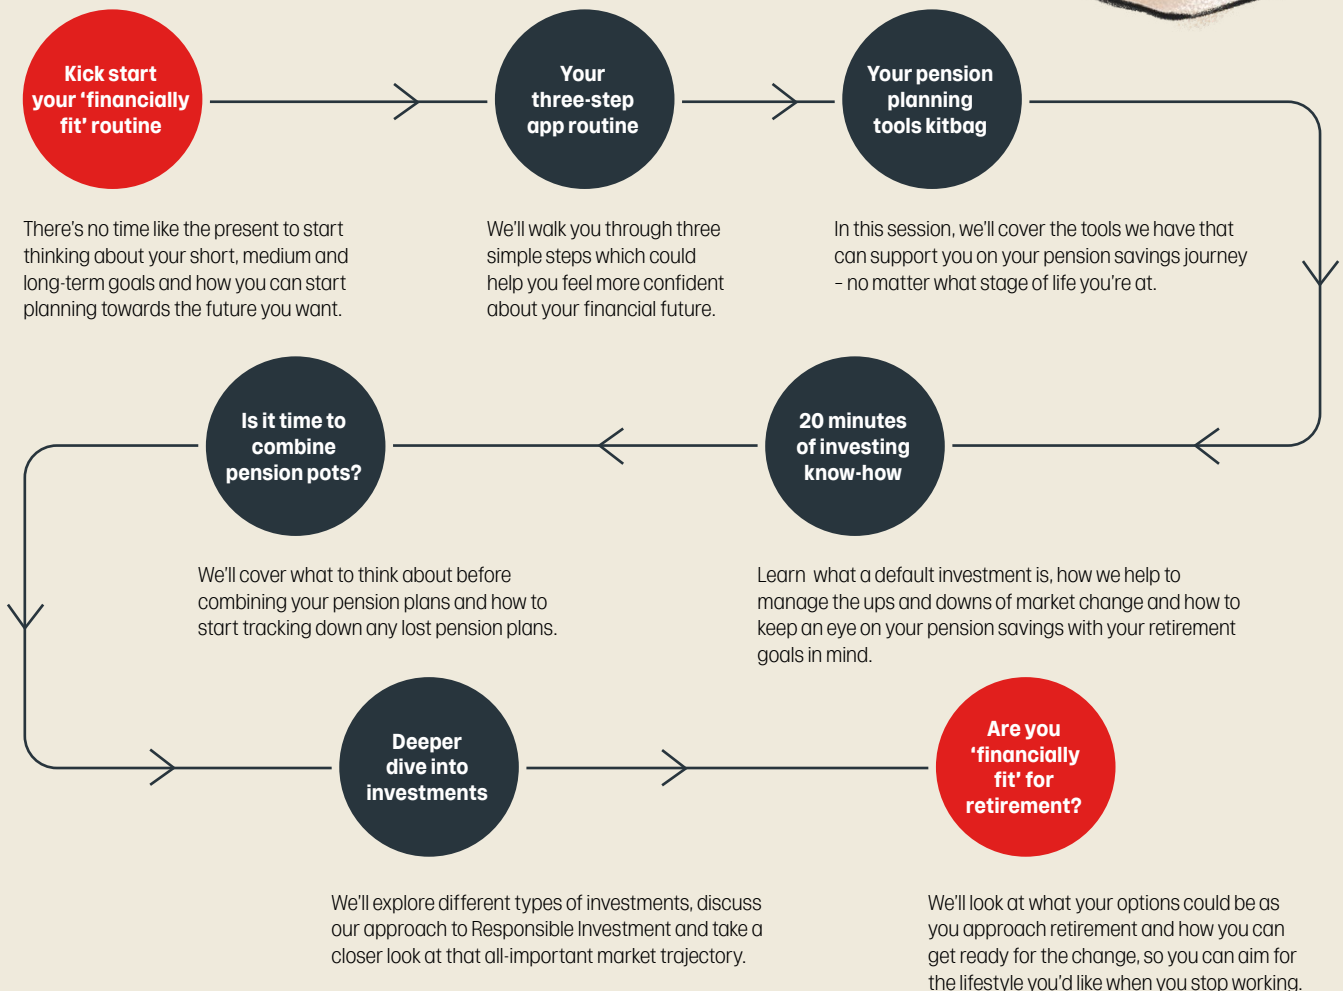 Kick start
your ‘financially
fit’ routine
There’s no time like the present to start
thinking about your short, medium and
long-term goals and how you can start
planning towards the future you want.
Your
three-step
app routine
We’ll walk you through three
simple steps which could
help you feel more confident
about your financial future.
Your pension
planning
tools kitbag
In this session, we’ll cover the tools we have that
can support you on your pension savings journey
– no matter what stage of life you’re at.
20 minutes
of investing
know-how
Learn  what a default investment is, how we help to
manage the ups and downs of market change and how to
keep an eye on your pension savings with your retirement
goals in mind.
Is it time to
combine
pension pots?
We’ll cover what to think about before
combining your pension plans and how to
start tracking down any lost pension plans.
Deeper
dive into
investments
We’ll explore different types of investments, discuss
our approach to Responsible Investment and take a
closer look at that all-important market trajectory.
Are you
‘financially
fit’ for
retirement?
We’ll look at what your options could be as
you approach retirement and how you can
get ready for the change, so you can aim for
the lifestyle you’d like when you stop working.